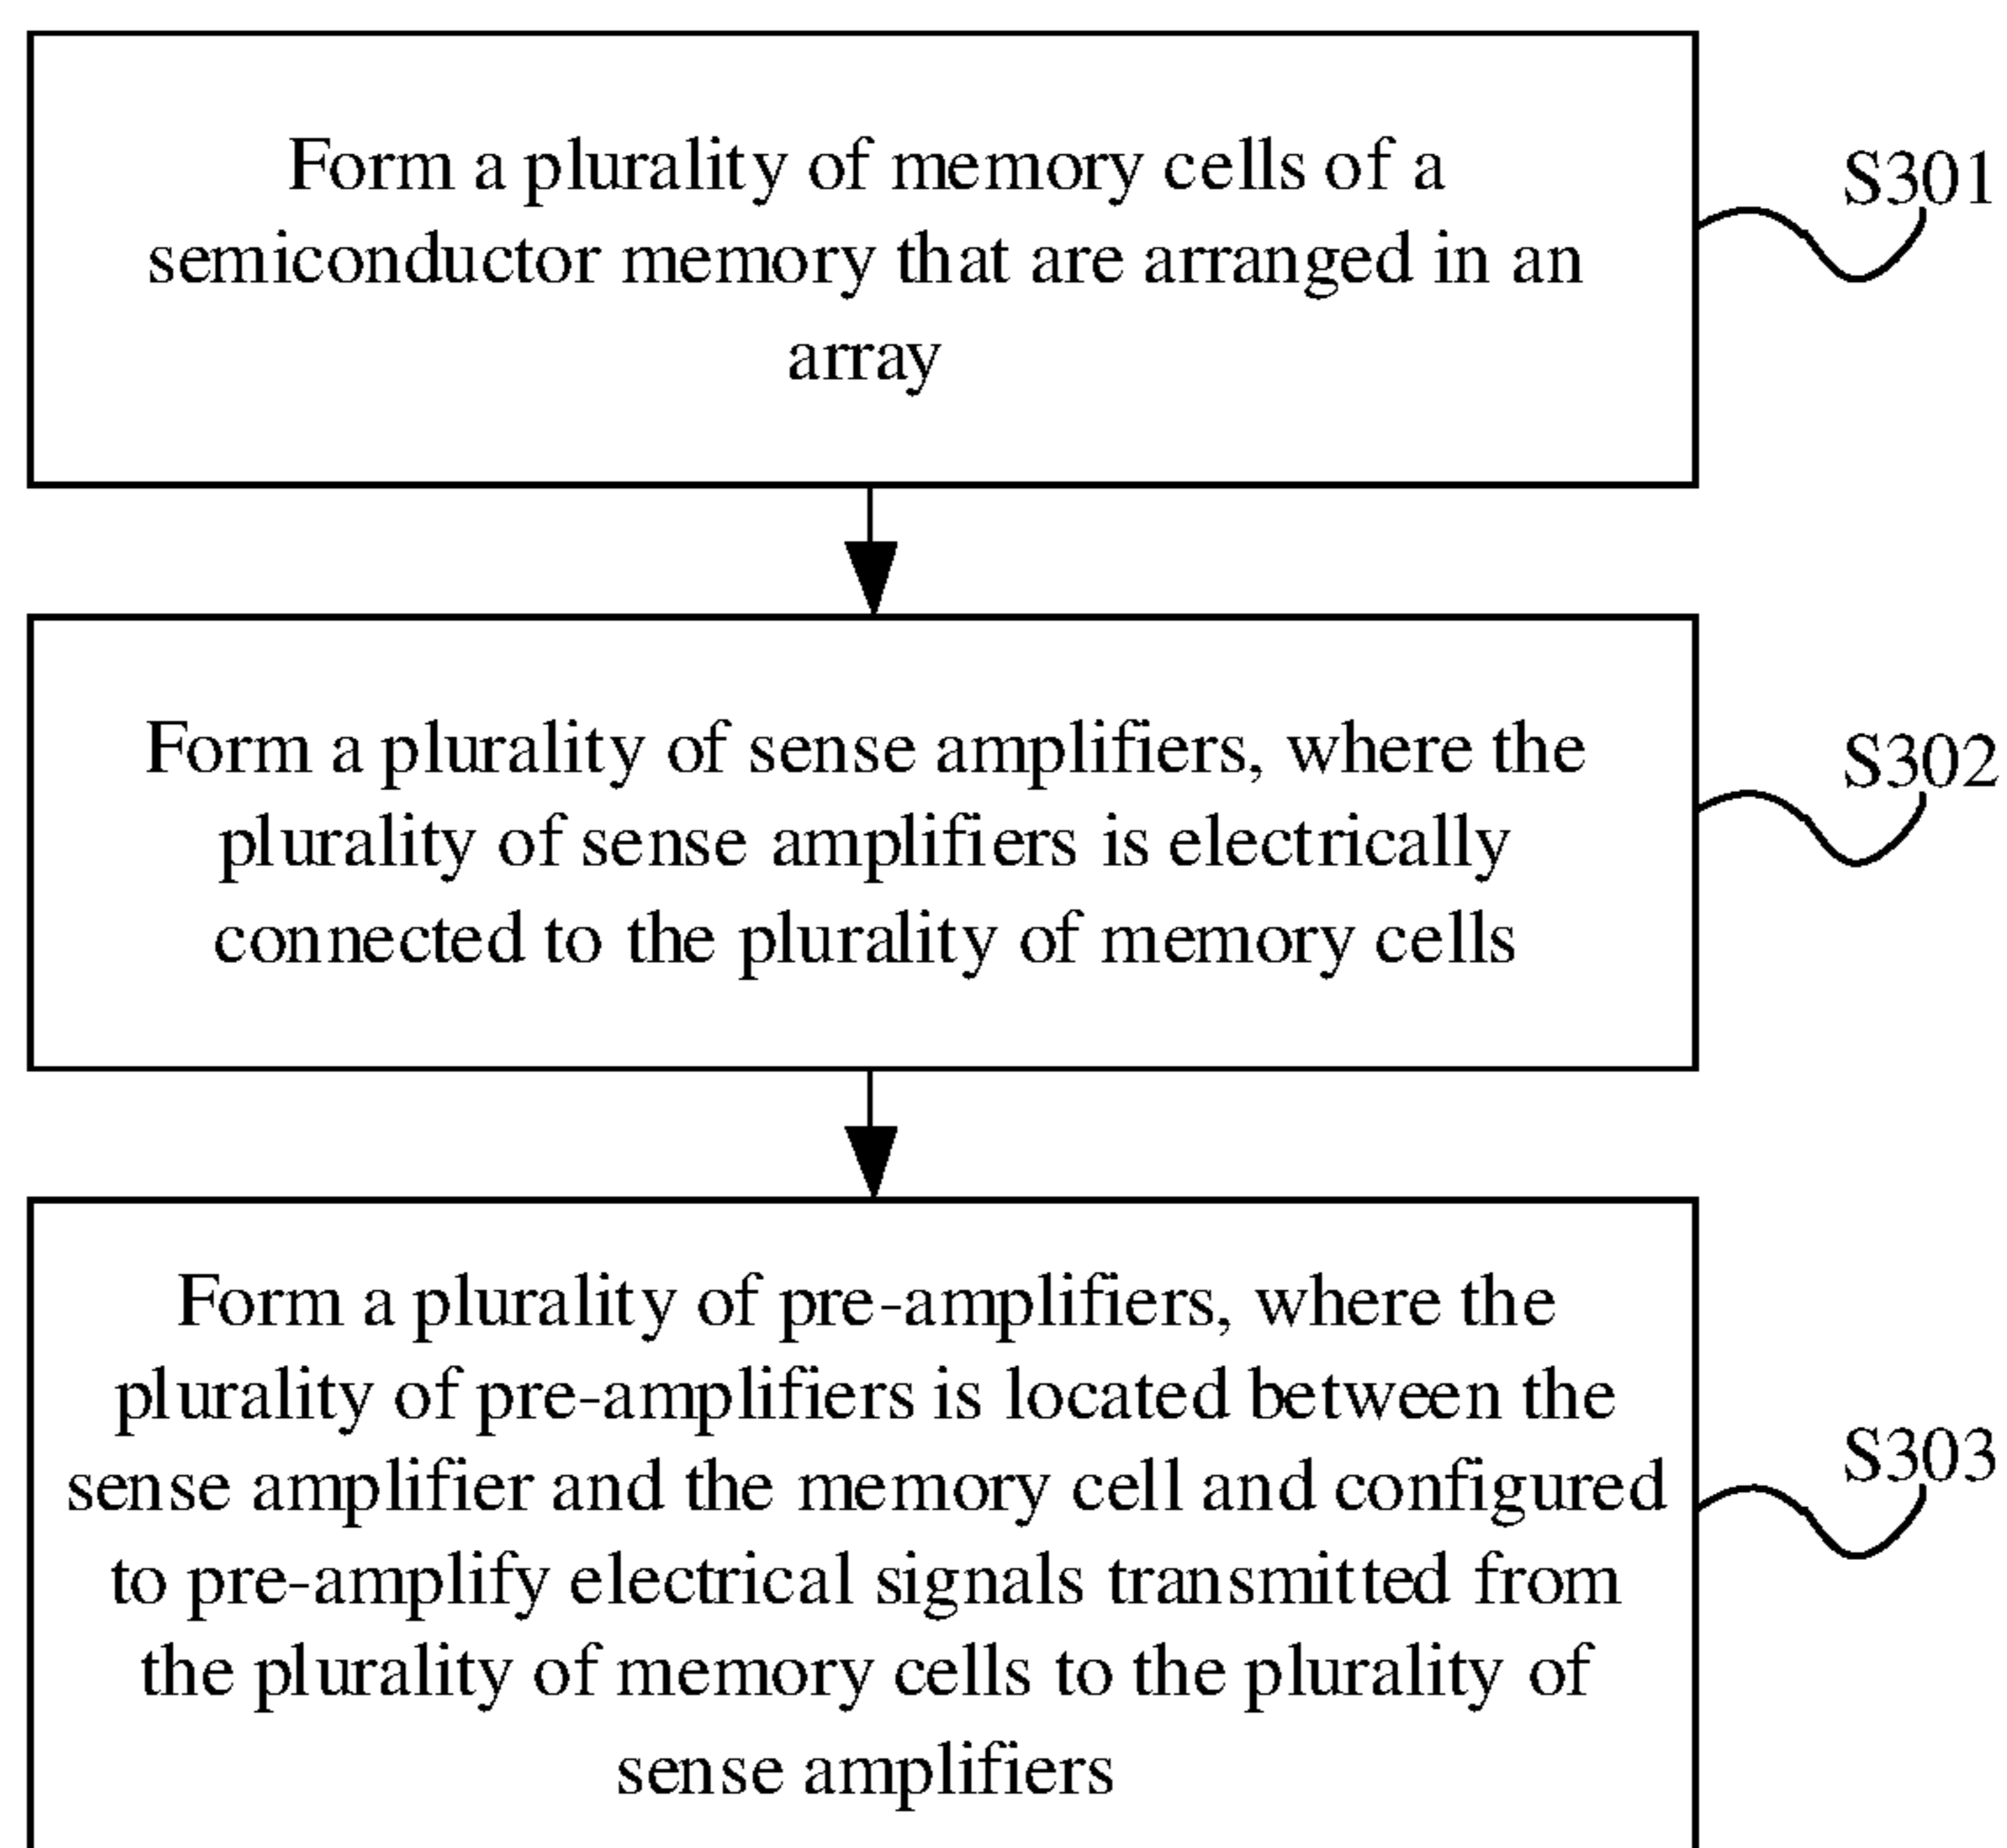 Form a plurality of memory cells of a
semiconductor memory that are arranged in an
array
S301
Form a plurality of sense amplifiers, where the
plurality of sense amplifiers is electrically
connected to the plurality of memory cells
S302
Form a plurality of pre-amplifiers, where the
plurality of pre-amplifiers is located between the
sense amplifier and the memory cell and configured
to pre-amplify electrical signals transmitted from
the plurality of memory cells to the plurality of
sense amplifiers
S303